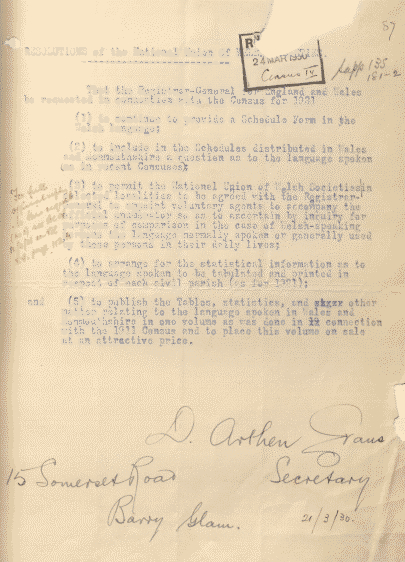 59
RESOLUTIONS of the National Union of Welsh Societies.
24 MAR 1930
Census IV.
That the Registrar-General for England and Wales
be requested in connection with the Census for 1931
(1) to continue to provide a Schedule Form in the
Welsh language;
(2) to include in the Schedules distributed in Wales
and Monmouthshire a question as to the language spoken
(as in recent Censuses);
(3) to permit the National Union of Welsh Societies in
localities to be agreed with the Registrar-
General to voluntary agents to accompany the
official enumerator so as to ascertain by inquiry for
purposes of comparison in the case of Welsh-speaking
persons the language normally spoken or generally used
by these persons in their daily lives;
(4) to arrange for the statistical information as to
the language spoken to be tabulated and printed in
respect of each civil parish (as for 1921);
and (5) to publish the Tables, statistics, and other
matter relating to the language spoken in Wales and
Monmouthshire in one volume as was done in connection
with the 1911 Census and to place this volume on sale
at an attractive price.
D. Arthen Evans
15 Somerset Road Secretary
Barry Glam. 21/3/30.